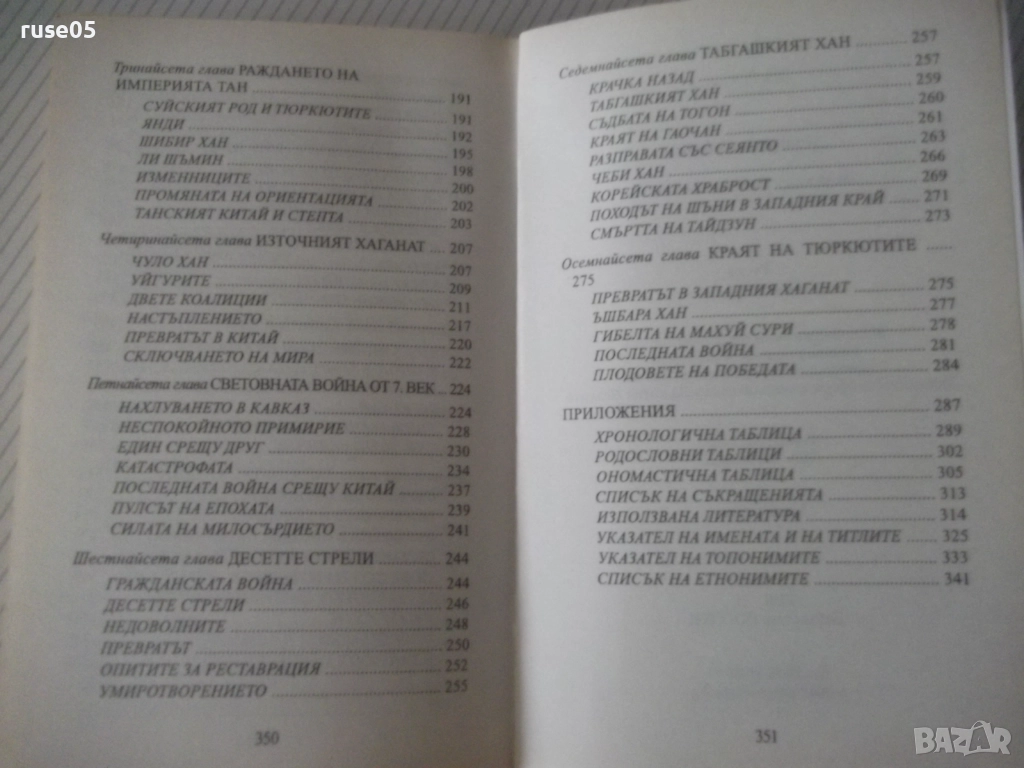 ruse05
Тринайсета глава РАЖДАНЕТО НА
ИМПЕРИЯТА ТАН ........ 191
СУЙСКИЯТ РОД И ТЮРКЮТИТЕ ........ 191
ЯНДИ ........ 192
ШИБИР ХАН ........ 195
ЛИ ШЪМИН ........ 198
ИЗМЕННИЦИТЕ ........ 200
ПРОМЯНАТА НА ОРИЕНТАЦИЯТА ........ 202
ТАНСКИЯТ КИТАЙ И СТЕПТА ........ 203
Четиринайсета глава ИЗТОЧНИЯТ ХАГАНАТ ... 207
ЧУЛО ХАН ........ 207
УЙГУРИТЕ ........ 209
ДВЕТЕ КОАЛИЦИИ ........ 211
НАСТЪПЛЕНИЕТО ........ 217
ПРЕВРАТЪТ В КИТАЙ ........ 220
СКЛЮЧВАНЕТО НА МИРА ........ 222
Петнайсета глава СВЕТОВНАТА ВОЙНА ОТ 7. ВЕК .. 224
НАХЛУВАНЕТО В КАВКАЗ ........ 224
НЕСПОКОЙНОТО ПРИМИРИЕ ........ 228
ЕДИН СРЕЩУ ДРУГ ........ 230
КАТАСТРОФАТА ........ 234
ПОСЛЕДНАТА ВОЙНА СРЕЩУ КИТАЙ ........ 237
ПУЛСЪТ НА ЕПОХАТА ........ 239
СИЛАТА НА МИЛОСЪРДИЕТО ........ 241
Шестнайсета глава ДЕСЕТТЕ СТРЕЛИ ........ 244
ГРАЖДАНСКАТА ВОЙНА ........ 244
ДЕСЕТТЕ СТРЕЛИ ........ 246
НЕДОВОЛНИТЕ ........ 248
ПРЕВРАТЪТ ........ 250
ОПИТИТЕ ЗА РЕСТАВРАЦИЯ ........ 252
УМИРОТВОРЕНИЕТО ........ 255
350
Седемнайсета глава ТАБГАШКИЯТ ХАН ........ 257
КРАЧКА НАЗАД ........ 257
ТАБГАШКИЯТ ХАН ........ 259
СЪДБАТА НА ТОГОН ........ 260
КРАЯТ НА ГАОЧАН ........ 261
РАЗПРАВАТА СЪС СЕЯНТО ........ 263
ЧЕБИ ХАН ........ 266
КОРЕЙСКАТА ХРАБРОСТ ........ 269
ПОХОДЪТ НА ШЪНИ В ЗАПАДНИЯ КРАЙ ........ 271
СМЪРТТА НА ТАЙДЗУН ........ 273
Осемнайсета глава КРАЯТ НА ТЮРКЮТИТЕ ......
275
ПРЕВРАТЪТ В ЗАПАДНИЯ ХАГАНАТ ........ 275
ЪШБАРА ХАН ........ 277
ГИБЕЛТА НА МАХУЙ СУРИ ........ 278
ПОСЛЕДНАТА ВОЙНА ........ 281
ПЛОДОВЕТЕ НА ПОБЕДАТА ........ 284
ПРИЛОЖЕНИЯ ........ 287
ХРОНОЛОГИЧНА ТАБЛИЦА ........ 289
РОДОСЛОВНИ ТАБЛИЦИ ........ 302
ОНОМАСТИЧНА ТАБЛИЦА ........ 305
СПИСЪК НА СЪКРАЩЕНИЯТА ........ 313
ИЗПОЛЗВАНА ЛИТЕРАТУРА ........ 314
УКАЗАТЕЛ НА ИМЕНАТА И НА ТИТЛИТЕ ........ 325
УКАЗАТЕЛ НА ТОПОНИМИТЕ ........ 333
СПИСЪК НА ЕТНОНИМИТЕ ........ 341
351
BAZAR